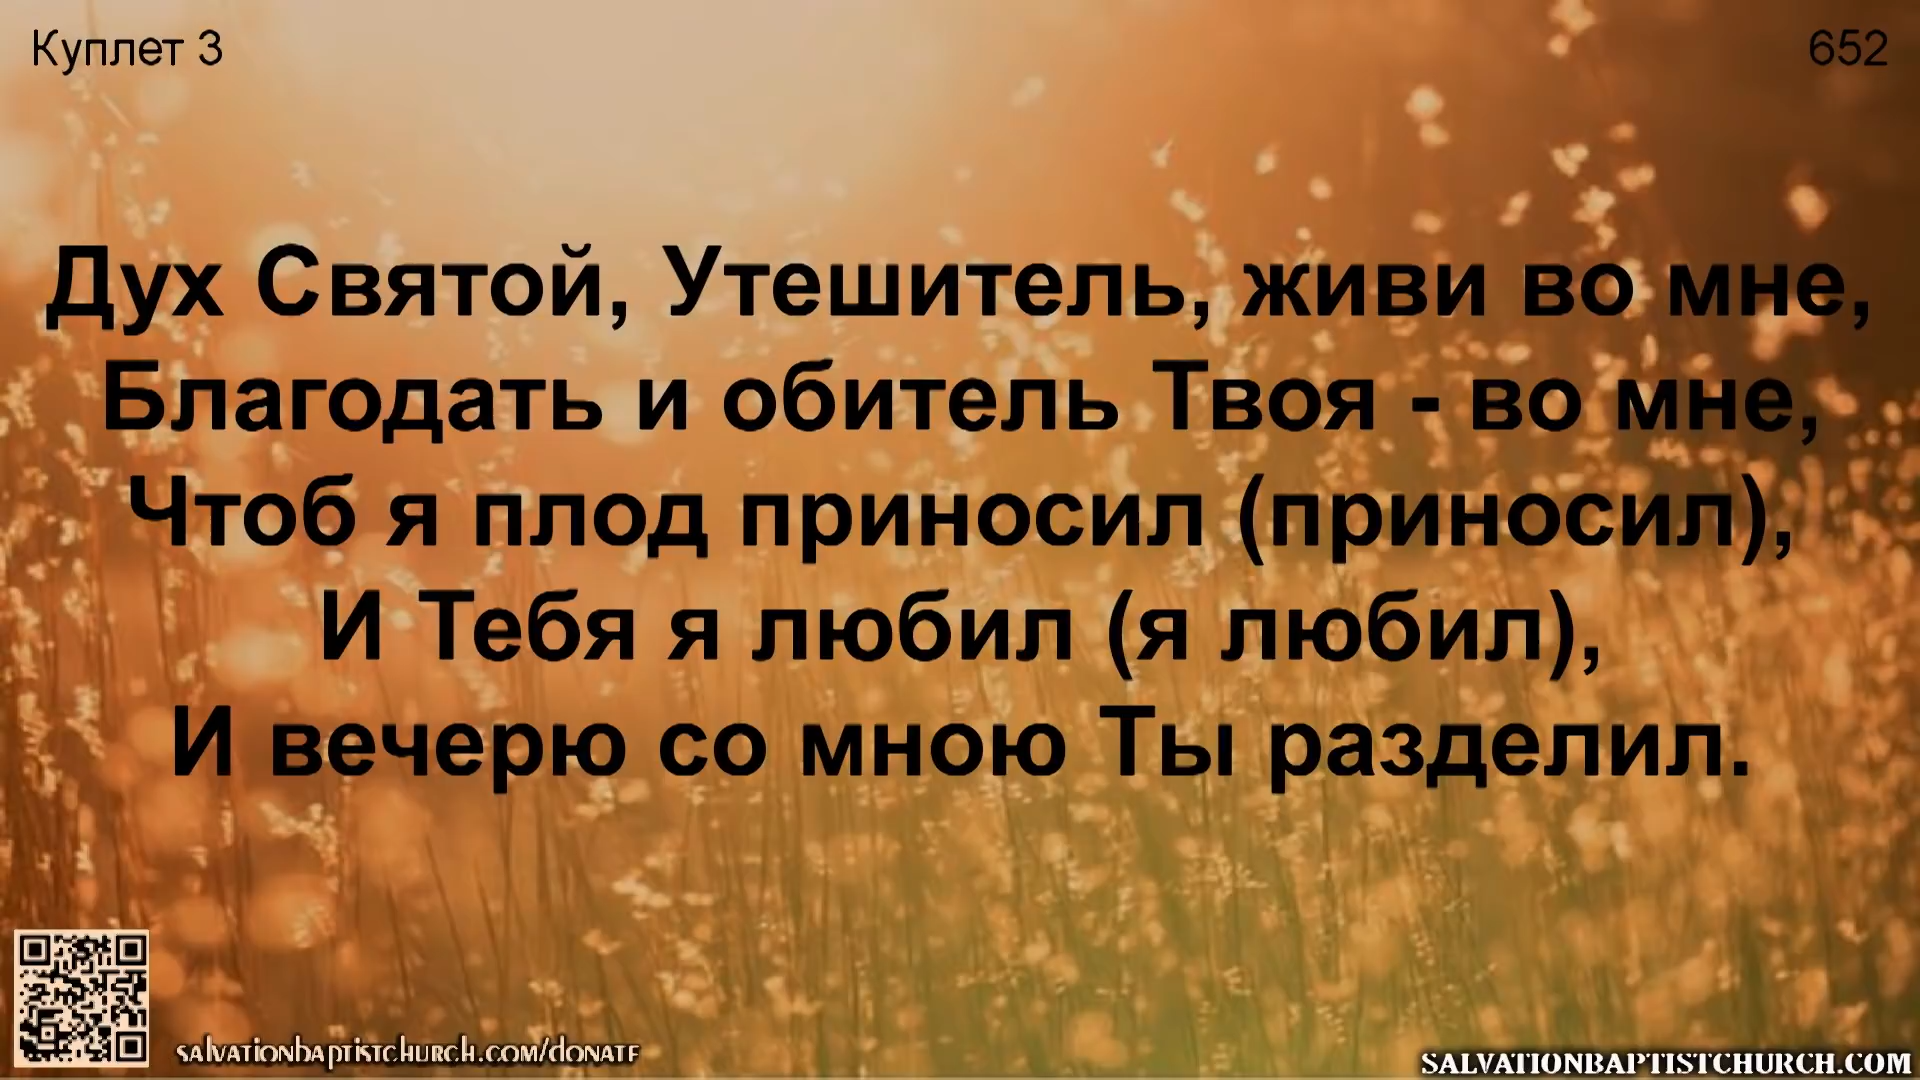 Куплет 3
652
Дух Святой, Утешитель, живи во мне,
Благодать и обитель Твоя - во мне,
Чтоб я плод приносил (приносил),
И Тебя я любил (я любил),
И вечерю со мною Ты разделил.
salvationbaptistchurch.com/donate
SALVATIONBAPTISTCHURCH.COM